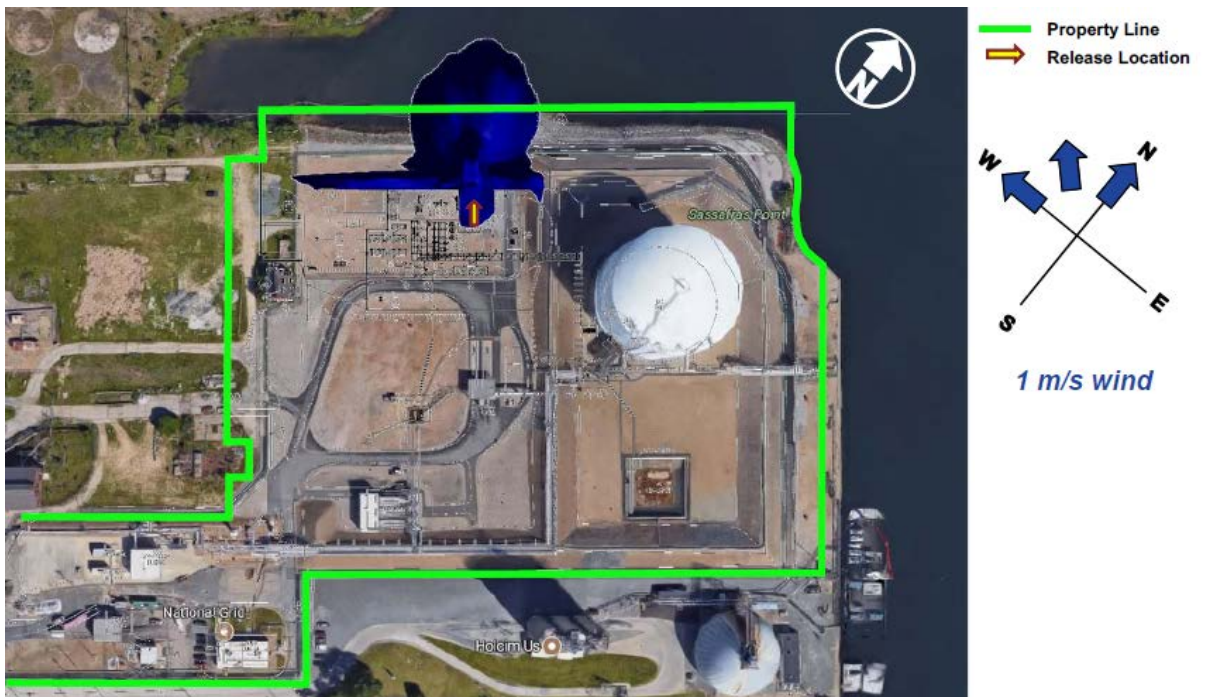 Property Line
Release Location
N
W
N
S
E
1 m/s wind
Sassafras Point
National Grid
Holcim Us